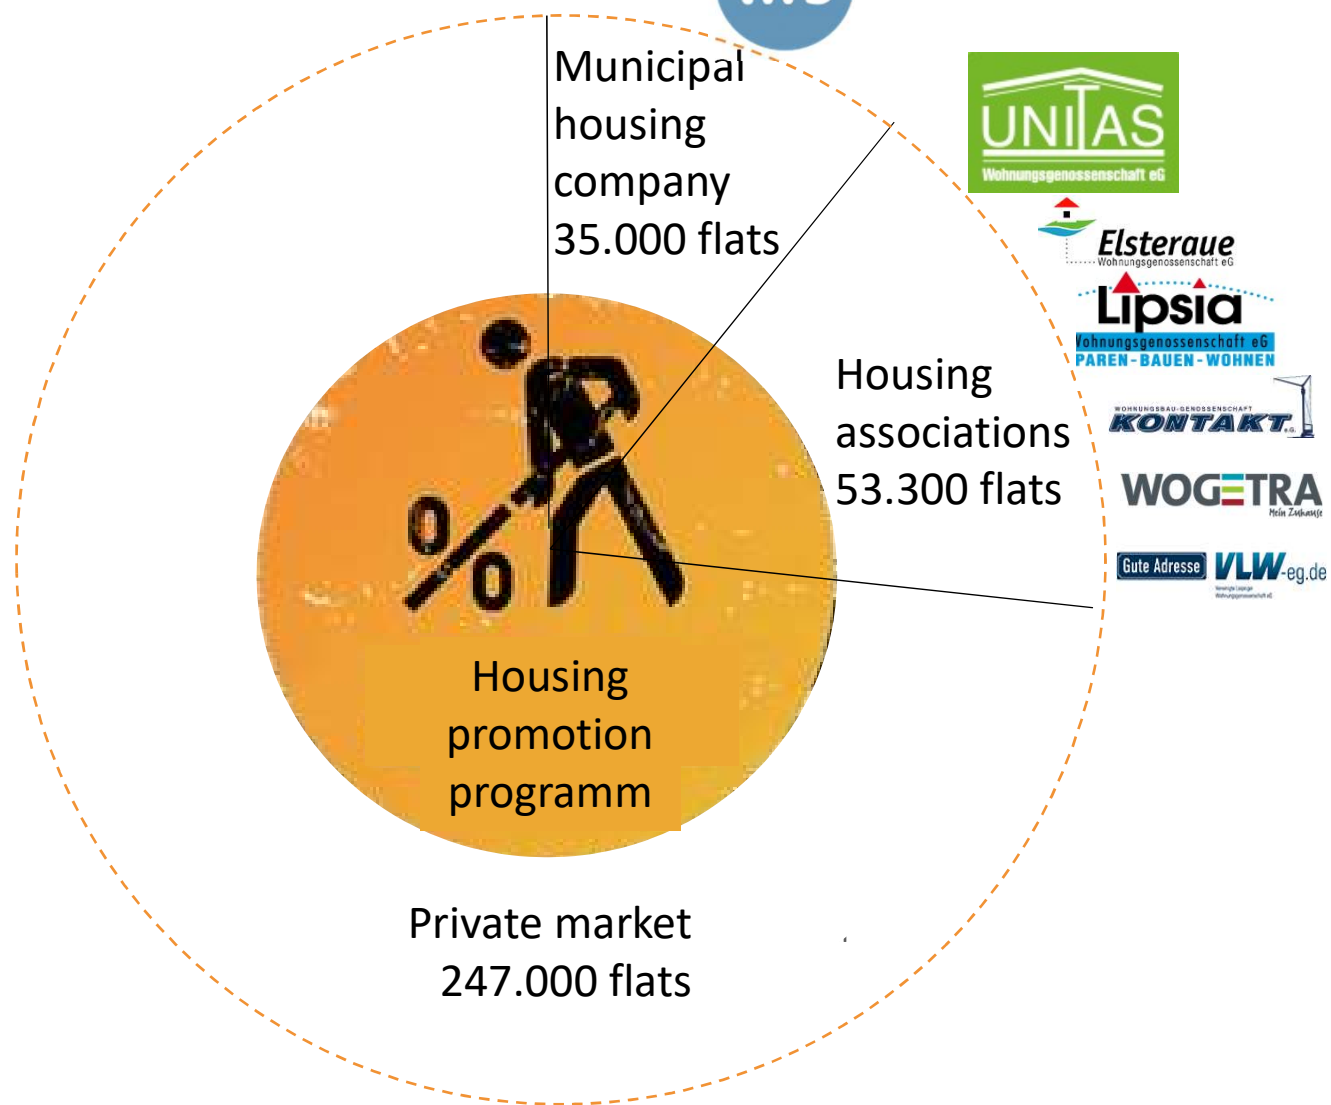 Municipal
housing
company
35.000 flats
UNITAS
Wohnungsgenossenschaft eG
Elsteraue
Wohnungsgenossenschaft eG
Lipsia
Wohnungsgenossenschaft eG
PAREN-BAUEN-WOHNEN
Housing
associations
53.300 flats
WOHNUNGSBAU-GENOSSENSCHAFT
KONTAKT e.G.
WOGETRA
Mein Zuhause
Gute Adresse VLW-eg.de
%
Housing
promotion
programm
Private market
247.000 flats